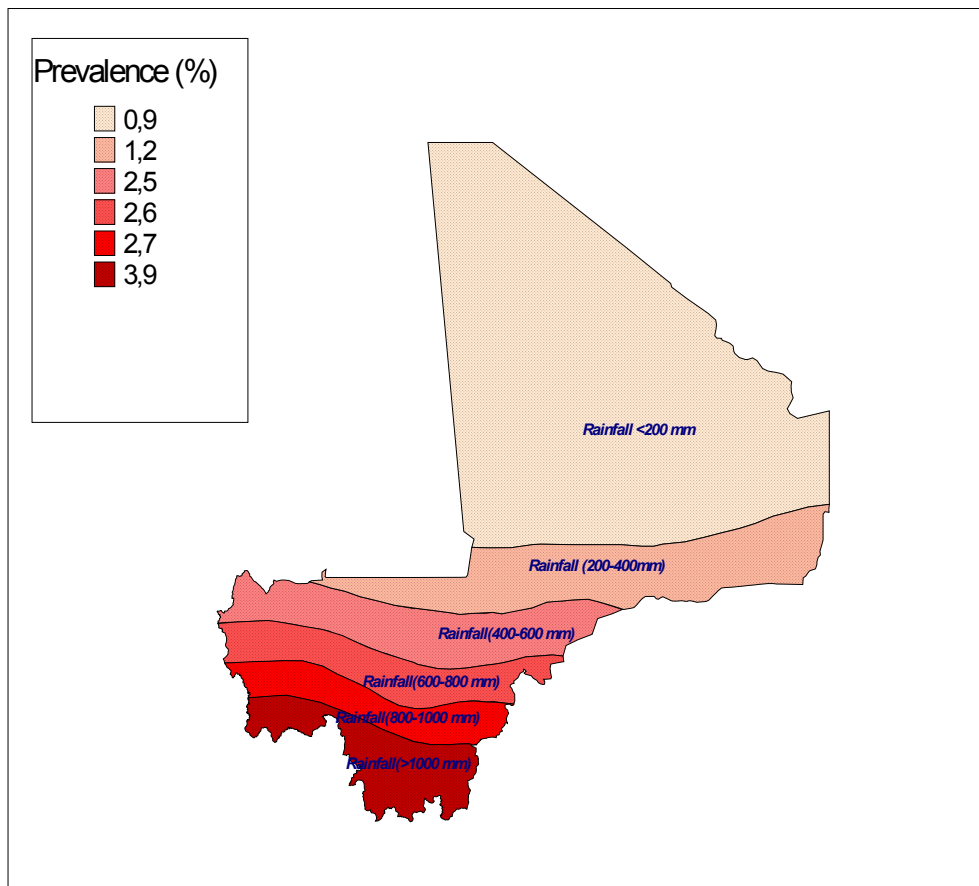 Prevalence (%)
0,9
1,2
2,5
2,6
2,7
3,9
Rainfall <200 mm
Rainfall (200-400mm)
Rainfall(400-600 mm)
Rainfall(600-800 mm)
Rainfall(800-1000 mm)
Rainfall(>1000 mm)